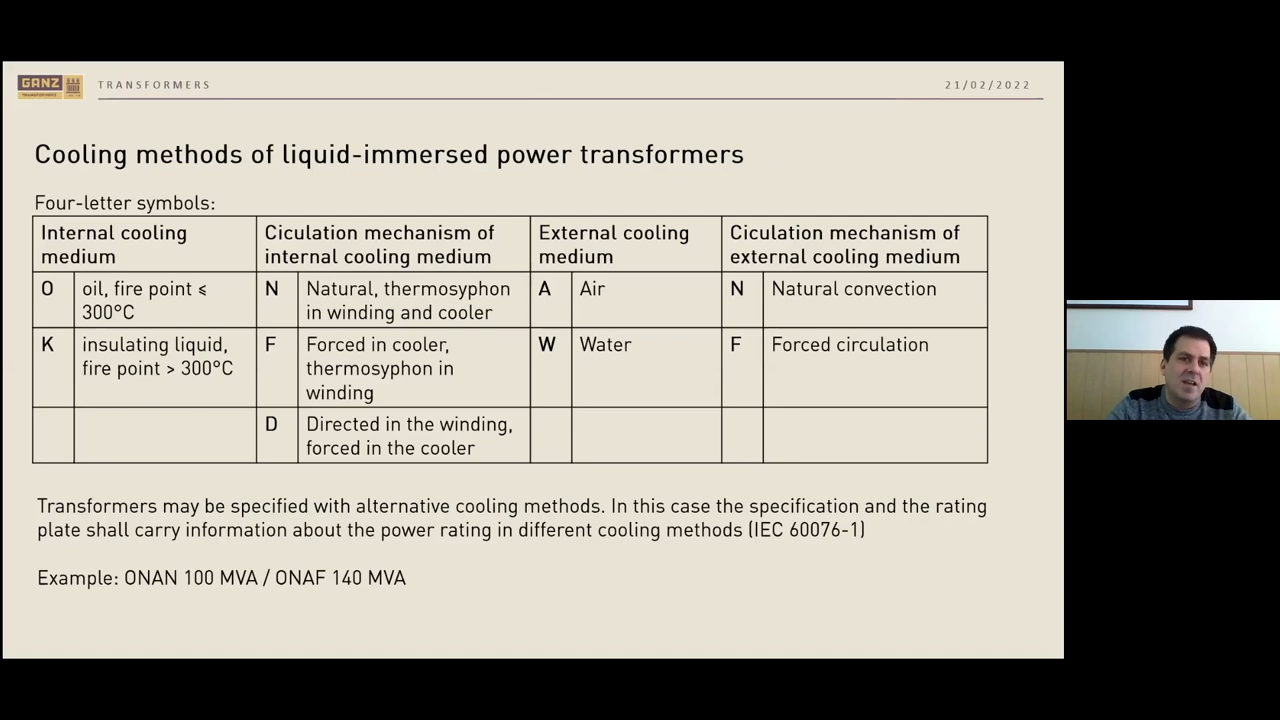 GANZ
TRANSFORMERS
21/02/2022
Cooling methods of liquid-immersed power transformers
Four-letter symbols:
Internal cooling
medium
Ciculation mechanism of
internal cooling medium
External cooling
medium
Ciculation mechanism of
external cooling medium
O
oil, fire point ≤
300°C
N
Natural, thermosyphon
in winding and cooler
A
Air
N
Natural convection
K
insulating liquid,
fire point > 300°C
F
Forced in cooler,
thermosyphon in
winding
W
Water
F
Forced circulation
D
Directed in the winding,
forced in the cooler
Transformers may be specified with alternative cooling methods. In this case the specification and the rating
plate shall carry information about the power rating in different cooling methods (IEC 60076-1)
Example: ONAN 100 MVA / ONAF 140 MVA